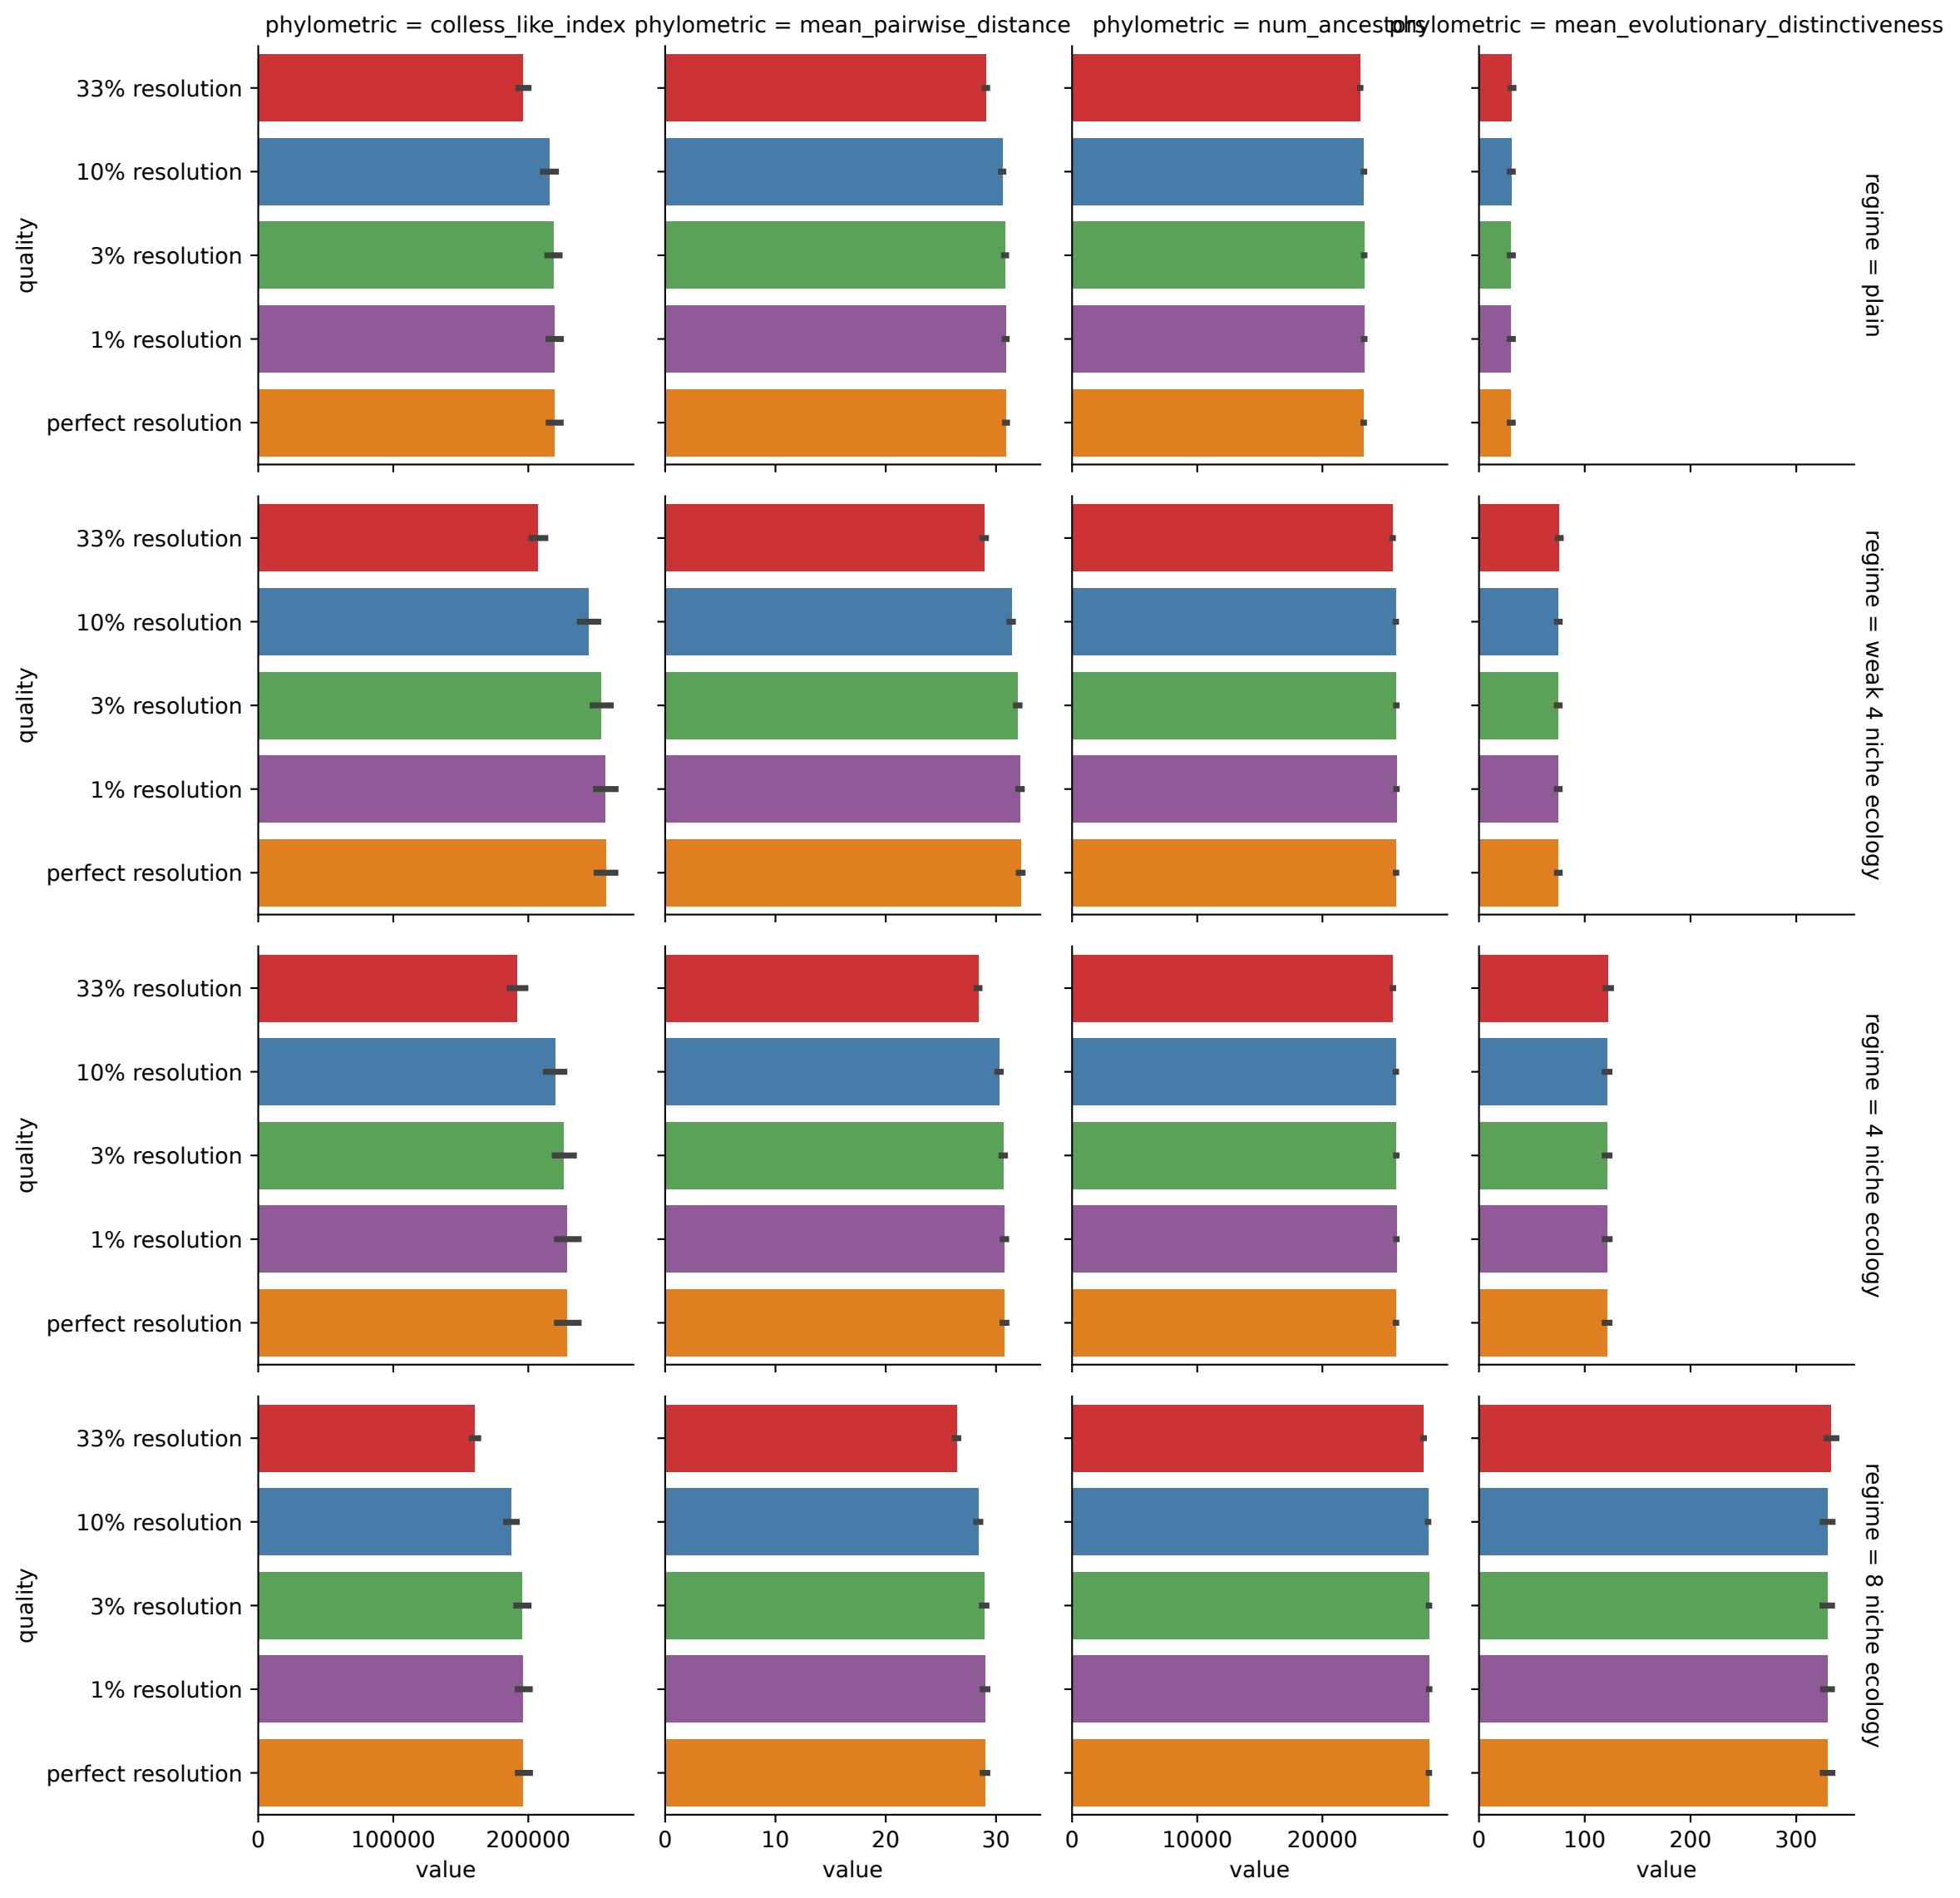 phylometric = colless_like_index
phylometric = mean_pairwise_distance
phylometric = num_ancestors
phylometric = mean_evolutionary_distinctiveness
quality
33% resolution
10% resolution
3% resolution
1% resolution
perfect resolution
regime = plain
quality
33% resolution
10% resolution
3% resolution
1% resolution
perfect resolution
regime = weak 4 niche ecology
quality
33% resolution
10% resolution
3% resolution
1% resolution
perfect resolution
regime = 4 niche ecology
quality
33% resolution
10% resolution
3% resolution
1% resolution
perfect resolution
regime = 8 niche ecology
0 100000 200000
0 10 20 30
0 10000 20000
0 100 200 300
value
value
value
value